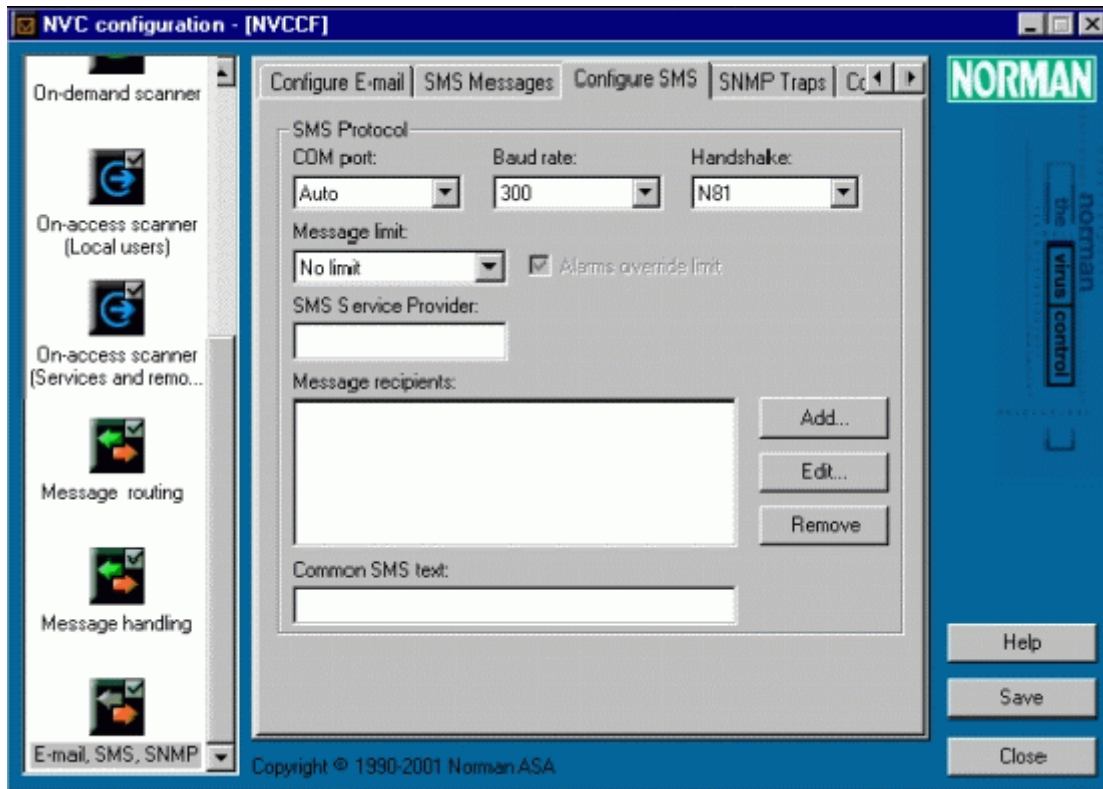 NVC configuration - [NVCCF]
On-demand scanner
On-access scanner
(Local users)
On-access scanner
(Services and remo...
Message routing
Message handling
E-mail, SMS, SNMP
Configure E-mail
SMS Messages
Configure SMS
SNMP Traps
SMS Protocol
COM port:
Baud rate:
Handshake:
Auto
300
N81
Message limit:
No limit
Alarms override limit
SMS Service Provider:
Message recipients:
Add...
Edit...
Remove
Common SMS text:
Copyright © 1990-2001 Norman ASA
NORMAN
norman
the
virus
control
Help
Save
Close